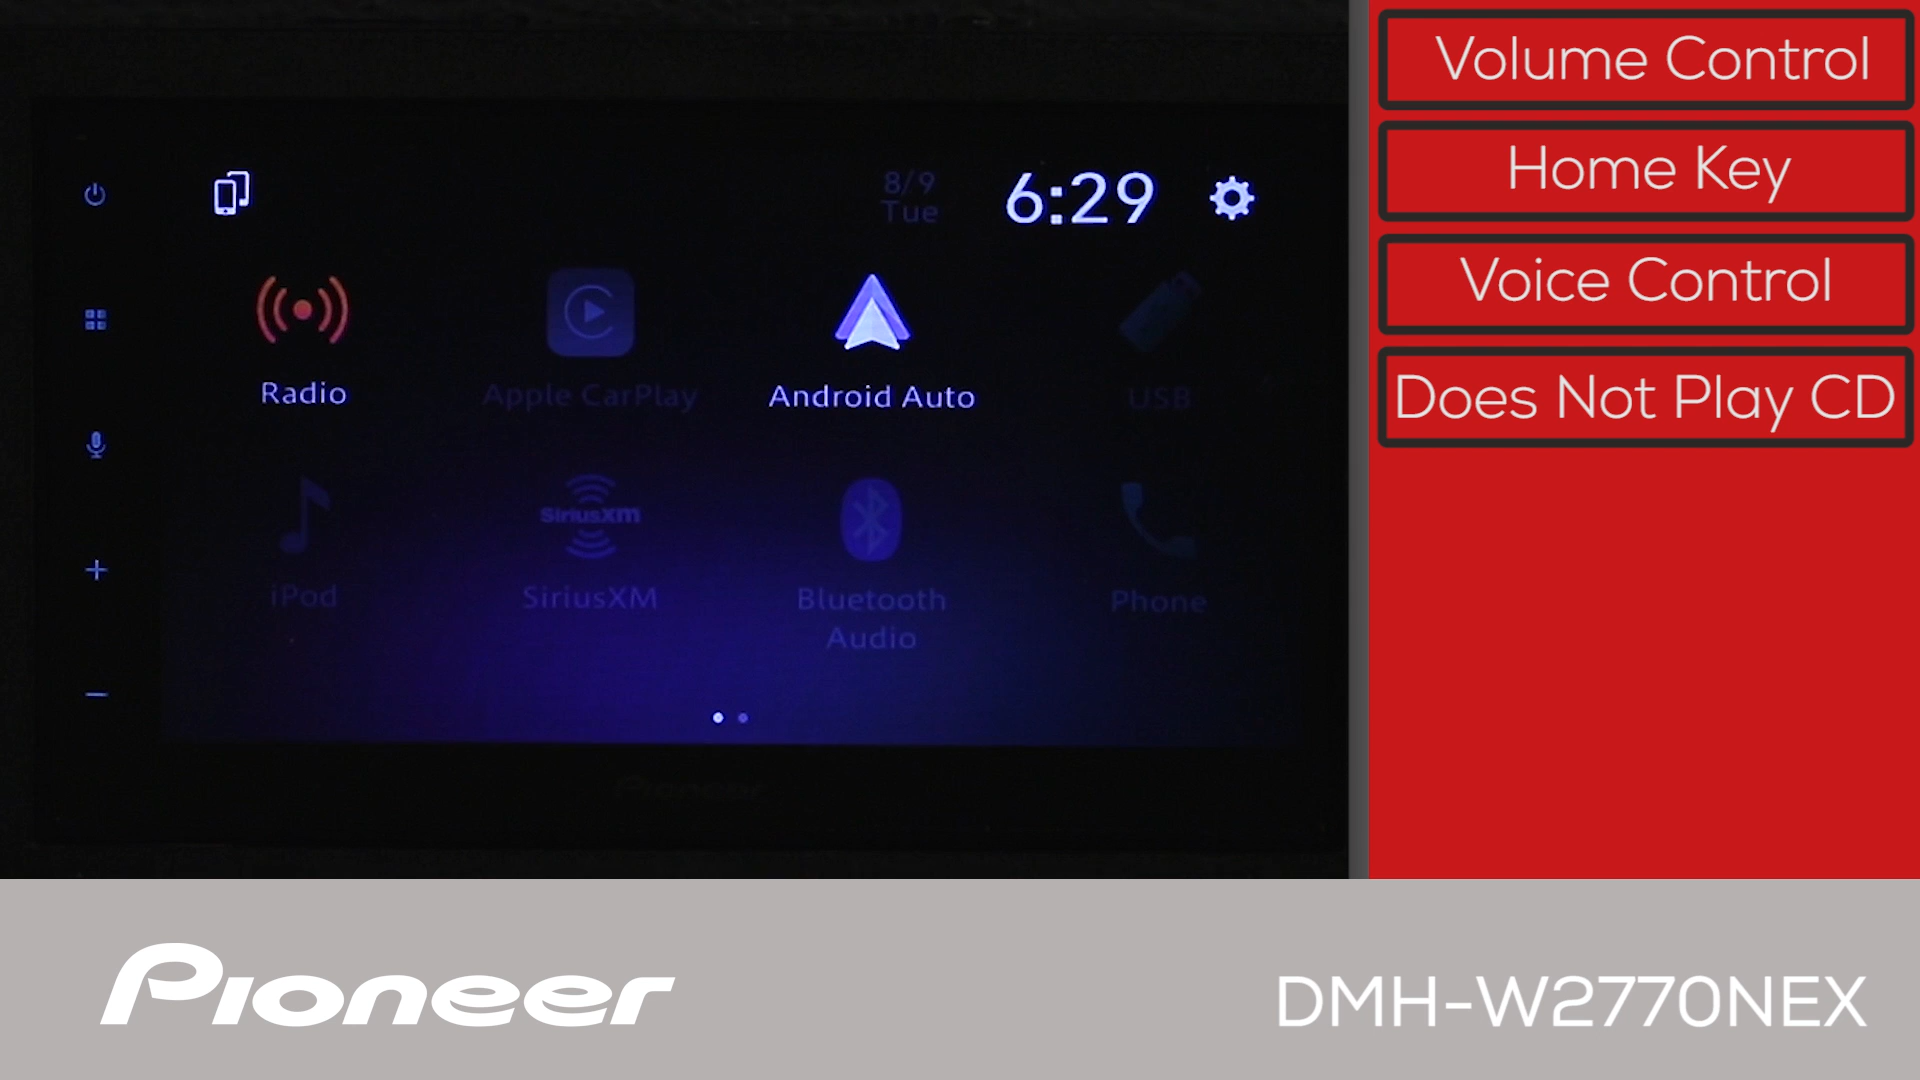 8/9
Tue
6:29
Radio
Apple CarPlay
Android Auto
USB
iPod
SiriusXM
SiriusXM
Bluetooth
Audio
Phone
Pioneer
Volume Control
Home Key
Voice Control
Does Not Play CD
Pioneer
DMH-W2770NEX